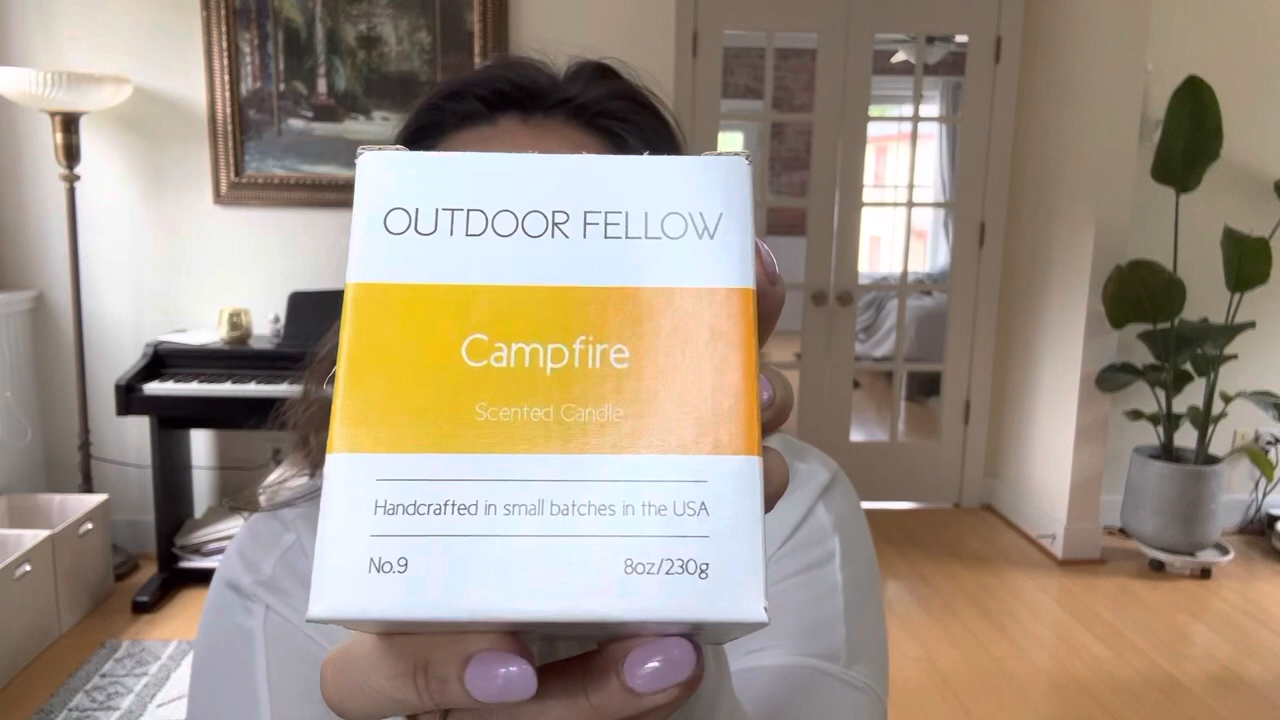 OUTDOOR FELLOW
Campfire
Scented Candle
Handcrafted in small batches in the USA
No.9 8oz/230g